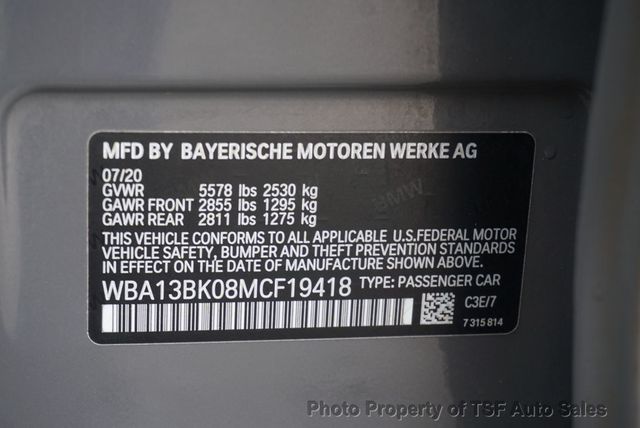 MFD BY BAYERISCHE MOTOREN WERKE AG
07/20
GVWR 5578 lbs 2530 kg
GAWR FRONT 2855 lbs 1295 kg
GAWR REAR 2811 lbs 1275 kg
THIS VEHICLE CONFORMS TO ALL APPLICABLE U.S.FEDERAL MOTOR
VEHICLE SAFETY, BUMPER AND THEFT PREVENTION STANDARDS
IN EFFECT ON THE DATE OF MANUFACTURE SHOWN ABOVE.
WBA13BK08MCF19418 TYPE: PASSENGER CAR
C3E/7
7 315 814
Photo Property of TSF Auto Sales